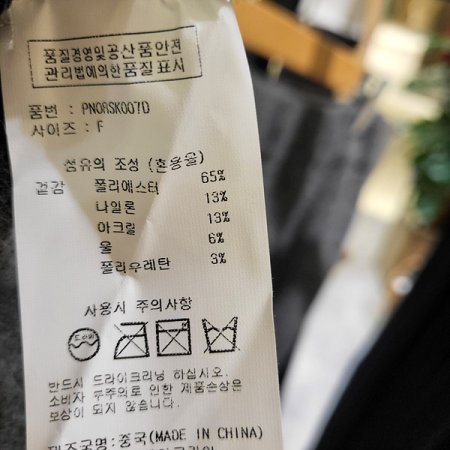 품질경영및공산품안전
관리법에의한품질표시
품번 : PNORSK007D
사이즈 : F
섬유의 조성 (혼용율)
겉감 폴리에스터 65%
나일론 13%
아크릴 13%
울 6%
폴리우레탄 3%
사용시 주의사항
드라이
반드시 드라이크리닝 하십시오.
소비자 부주의로 인한 제품손상은
보상이 되지 않습니다.
제조국명:중국(MADE IN CHINA)